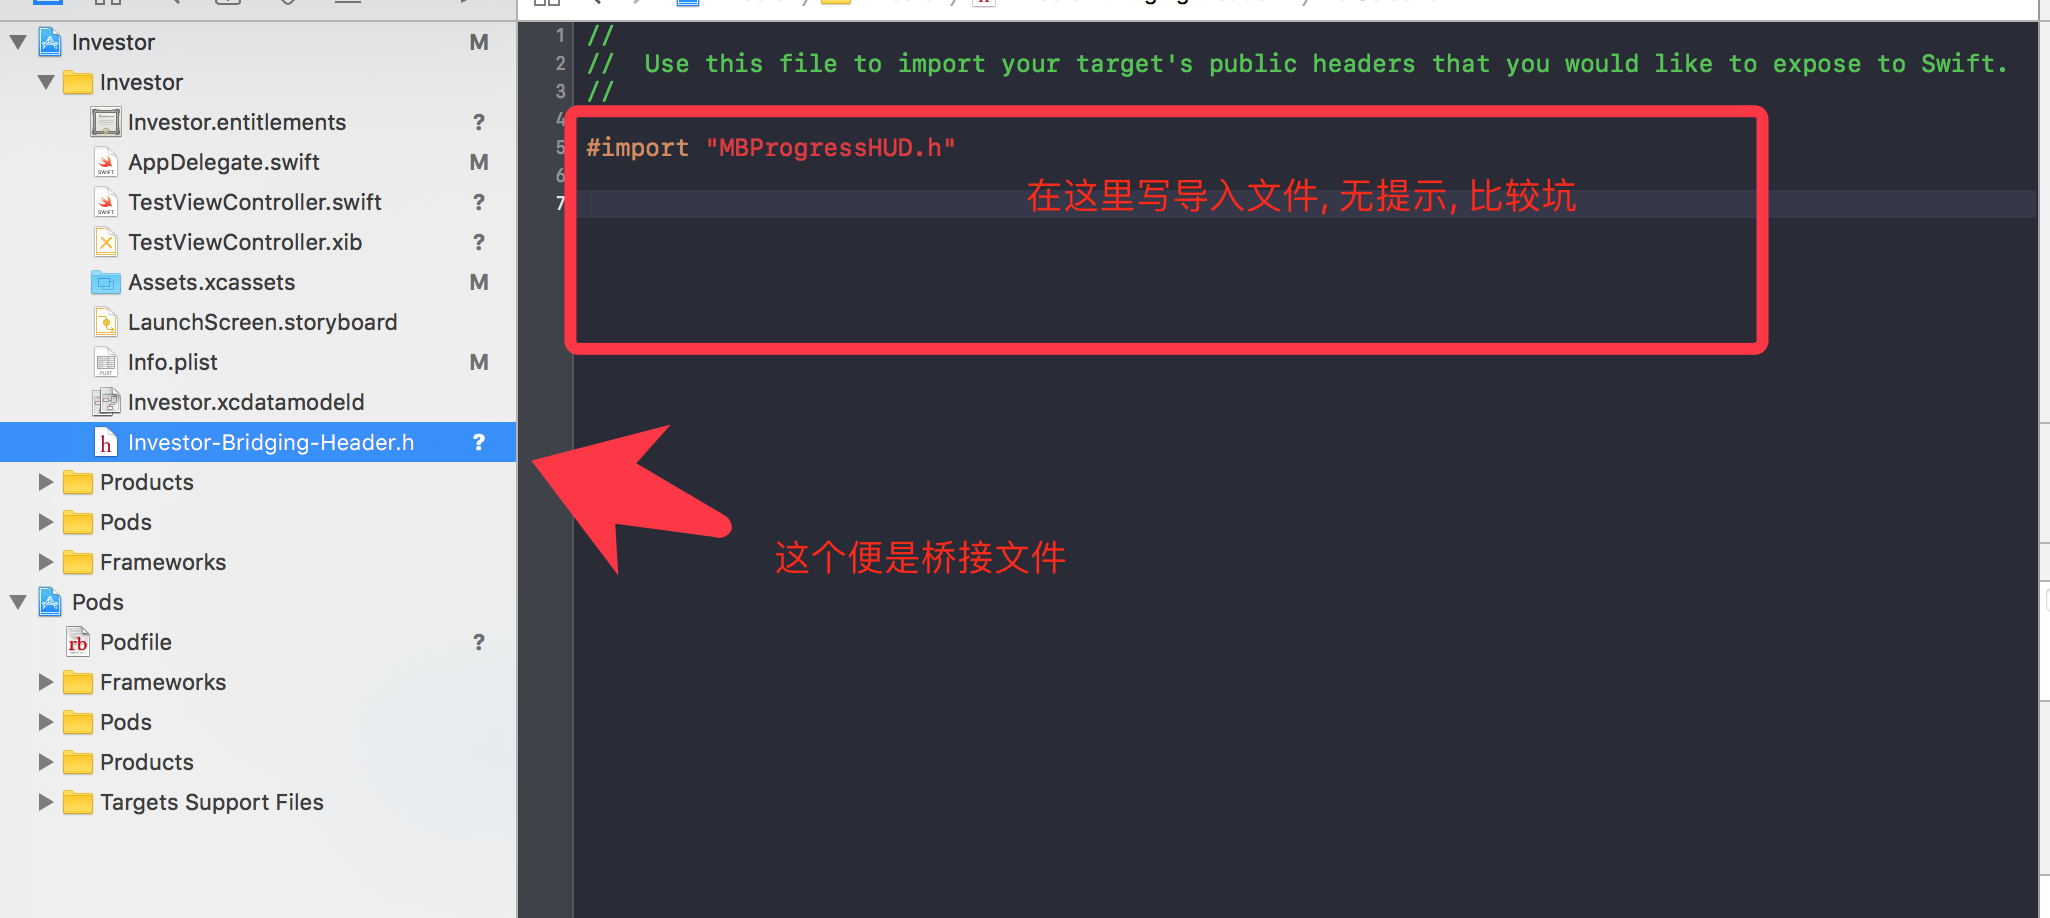 Investor M
Investor
Investor.entitlements ?
AppDelegate.swift M
TestViewController.swift ?
TestViewController.xib ?
Assets.xcassets M
LaunchScreen.storyboard
Info.plist M
Investor.xcdatamodeld
Investor-Bridging-Header.h ?
Products
Pods
Frameworks
Pods
Podfile ?
Frameworks
Pods
Products
Targets Support Files
1 //
2 //  Use this file to import your target's public headers that you would like to expose to Swift.
3 //
4
5 #import "MBProgressHUD.h"
6
7
在这里写导入文件, 无提示, 比较坑
这个便是桥接文件